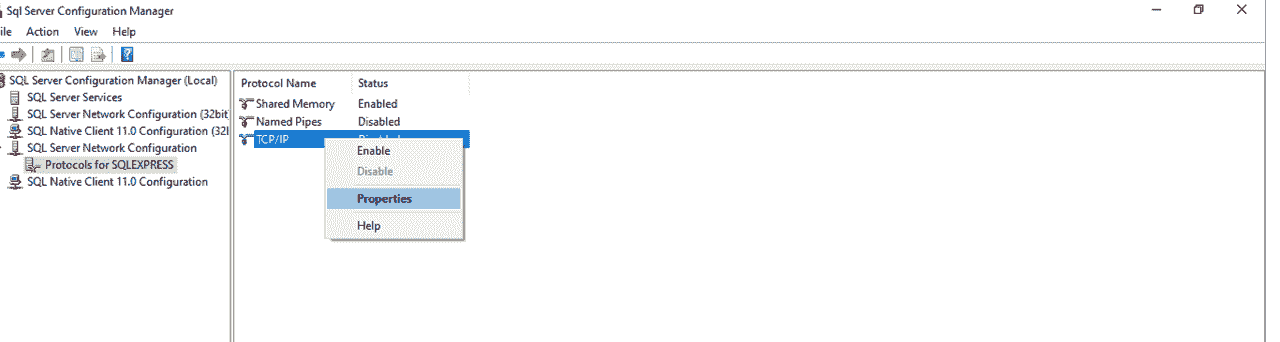 Sql Server Configuration Manager
ile Action View Help
SQL Server Configuration Manager (Local)
SQL Server Services
SQL Server Network Configuration (32bit
SQL Native Client 11.0 Configuration (32l
SQL Server Network Configuration
Protocols for SQLEXPRESS
SQL Native Client 11.0 Configuration
Protocol Name Status
Shared Memory Enabled
Named Pipes Disabled
TCP/IP
Enable
Disable
Properties
Help